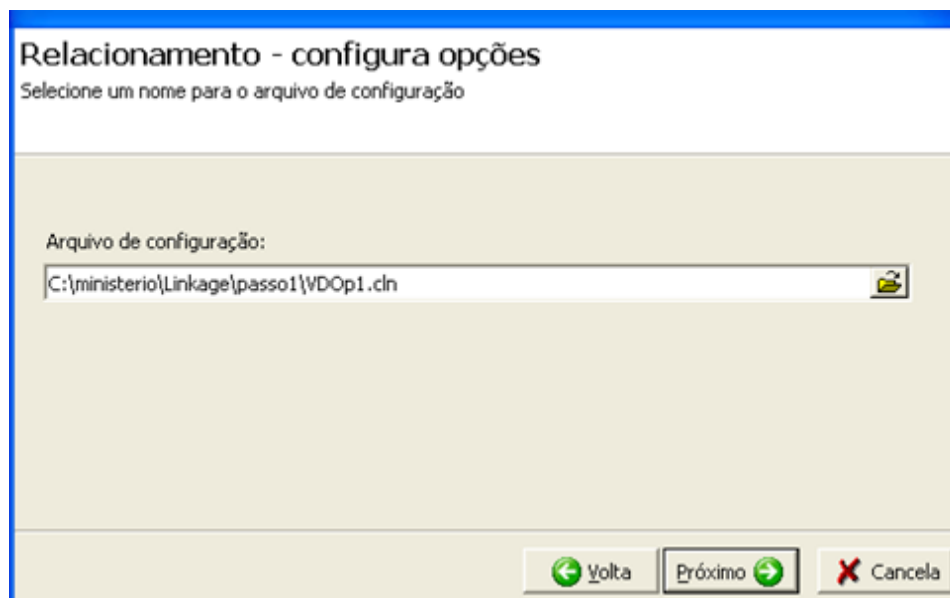 Relacionamento - configura opções
Selecione um nome para o arquivo de configuração
Arquivo de configuração:
C:\ministerio\Linkage\passo1\VDOp1.cln
Volta
Próximo
Cancela